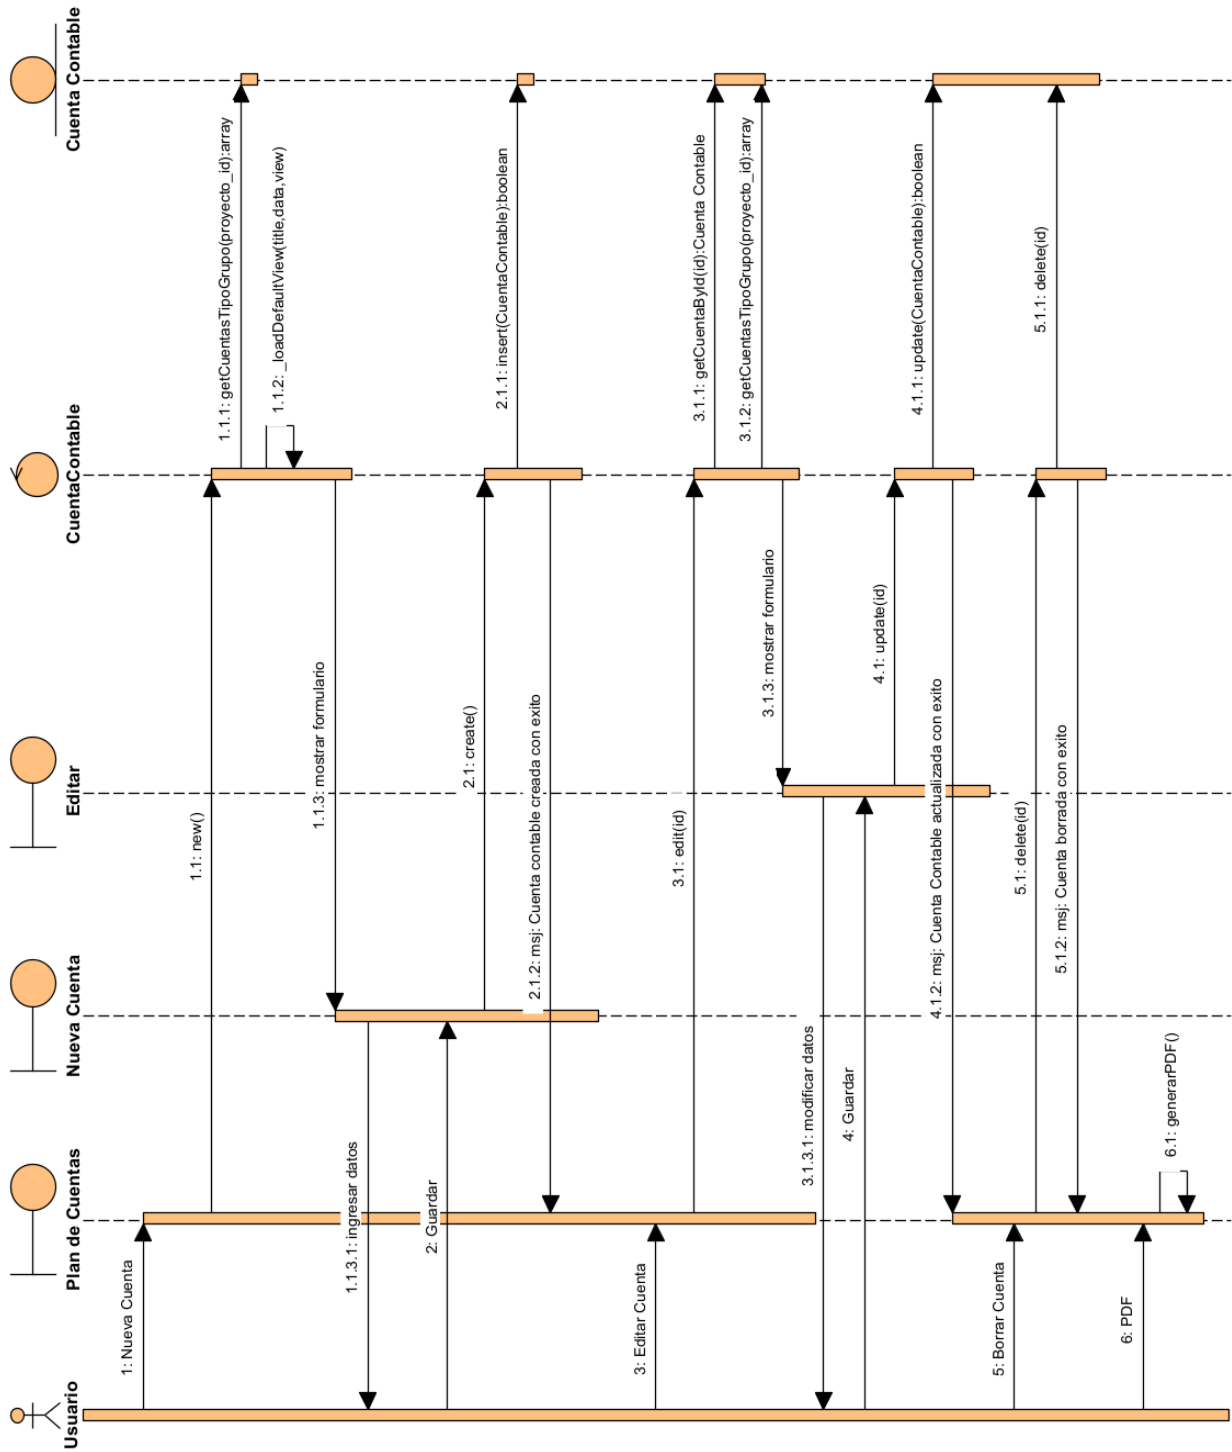 Usuario
Plan de Cuentas
Nueva Cuenta
Editar
CuentaContable
Cuenta Contable
1: Nueva Cuenta
1.1: new()
1.1.1: getCuentasTipoGrupo(proyecto_id):array
1.1.2: _loadDefaultView(title,data,view)
1.1.3: mostrar formulario
1.1.3.1: ingresar datos
2: Guardar
2.1: create()
2.1.1: insert(CuentaContable):boolean
2.1.2: msj: Cuenta contable creada con exito
3: Editar Cuenta
3.1: edit(id)
3.1.1: getCuentaById(id):Cuenta Contable
3.1.2: getCuentasTipoGrupo(proyecto_id):array
3.1.3: mostrar formulario
3.1.3.1: modificar datos
4: Guardar
4.1: update(id)
4.1.1: update(CuentaContable):boolean
4.1.2: msj: Cuenta Contable actualizada con exito
5: Borrar Cuenta
5.1: delete(id)
5.1.1: delete(id)
5.1.2: msj: Cuenta borrada con exito
6: PDF
6.1: generarPDF()